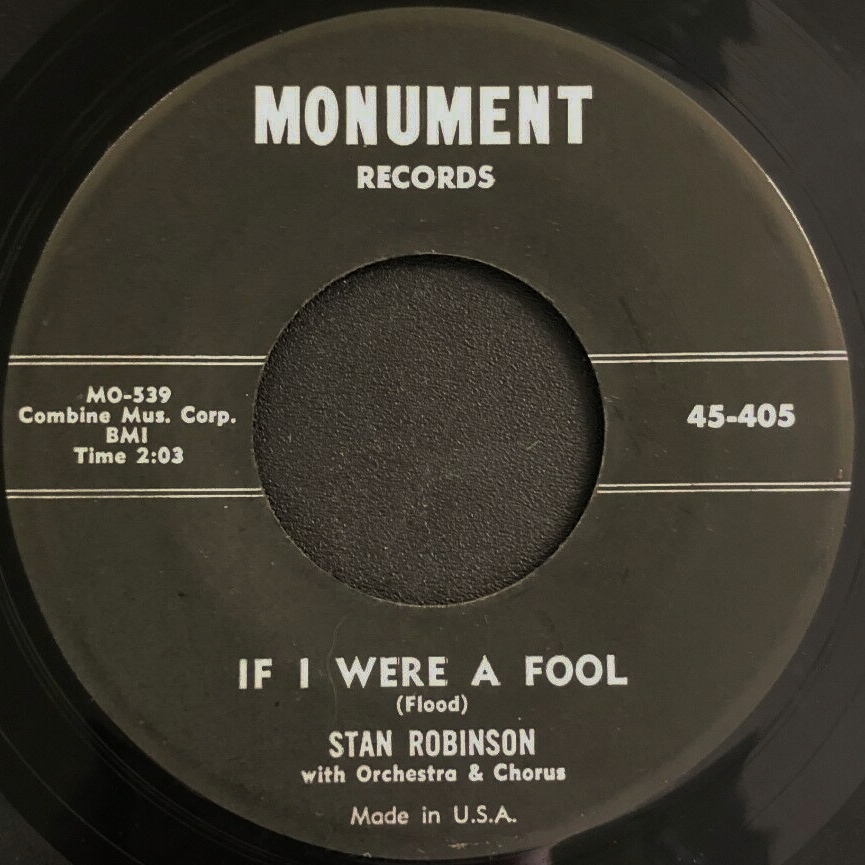 MONUMENT
RECORDS
MO-539
Combine Mus. Corp.
BMI
Time 2:03
45-405
IF I WERE A FOOL
(Flood)
STAN ROBINSON
with Orchestra & Chorus
Made in U.S.A.